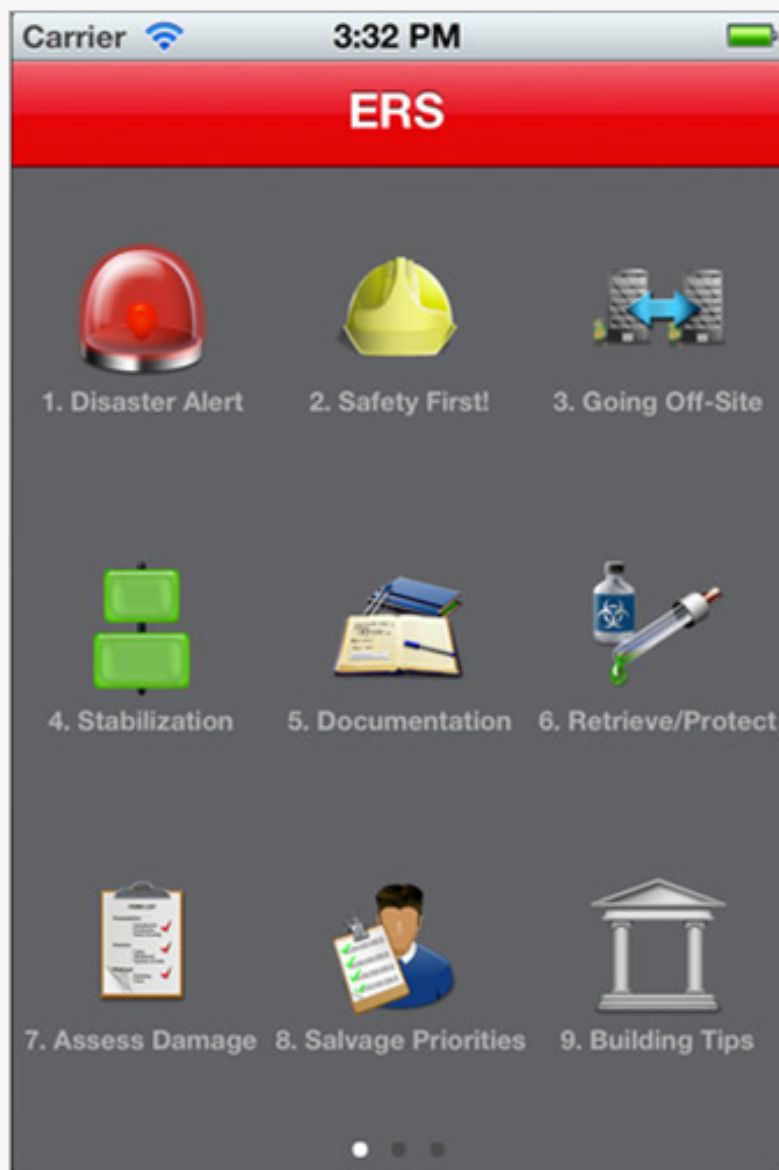 Carrier 3:32 PM
ERS
1. Disaster Alert 2. Safety First! 3. Going Off-Site
4. Stabilization 5. Documentation 6. Retrieve/Protect
7. Assess Damage 8. Salvage Priorities 9. Building Tips